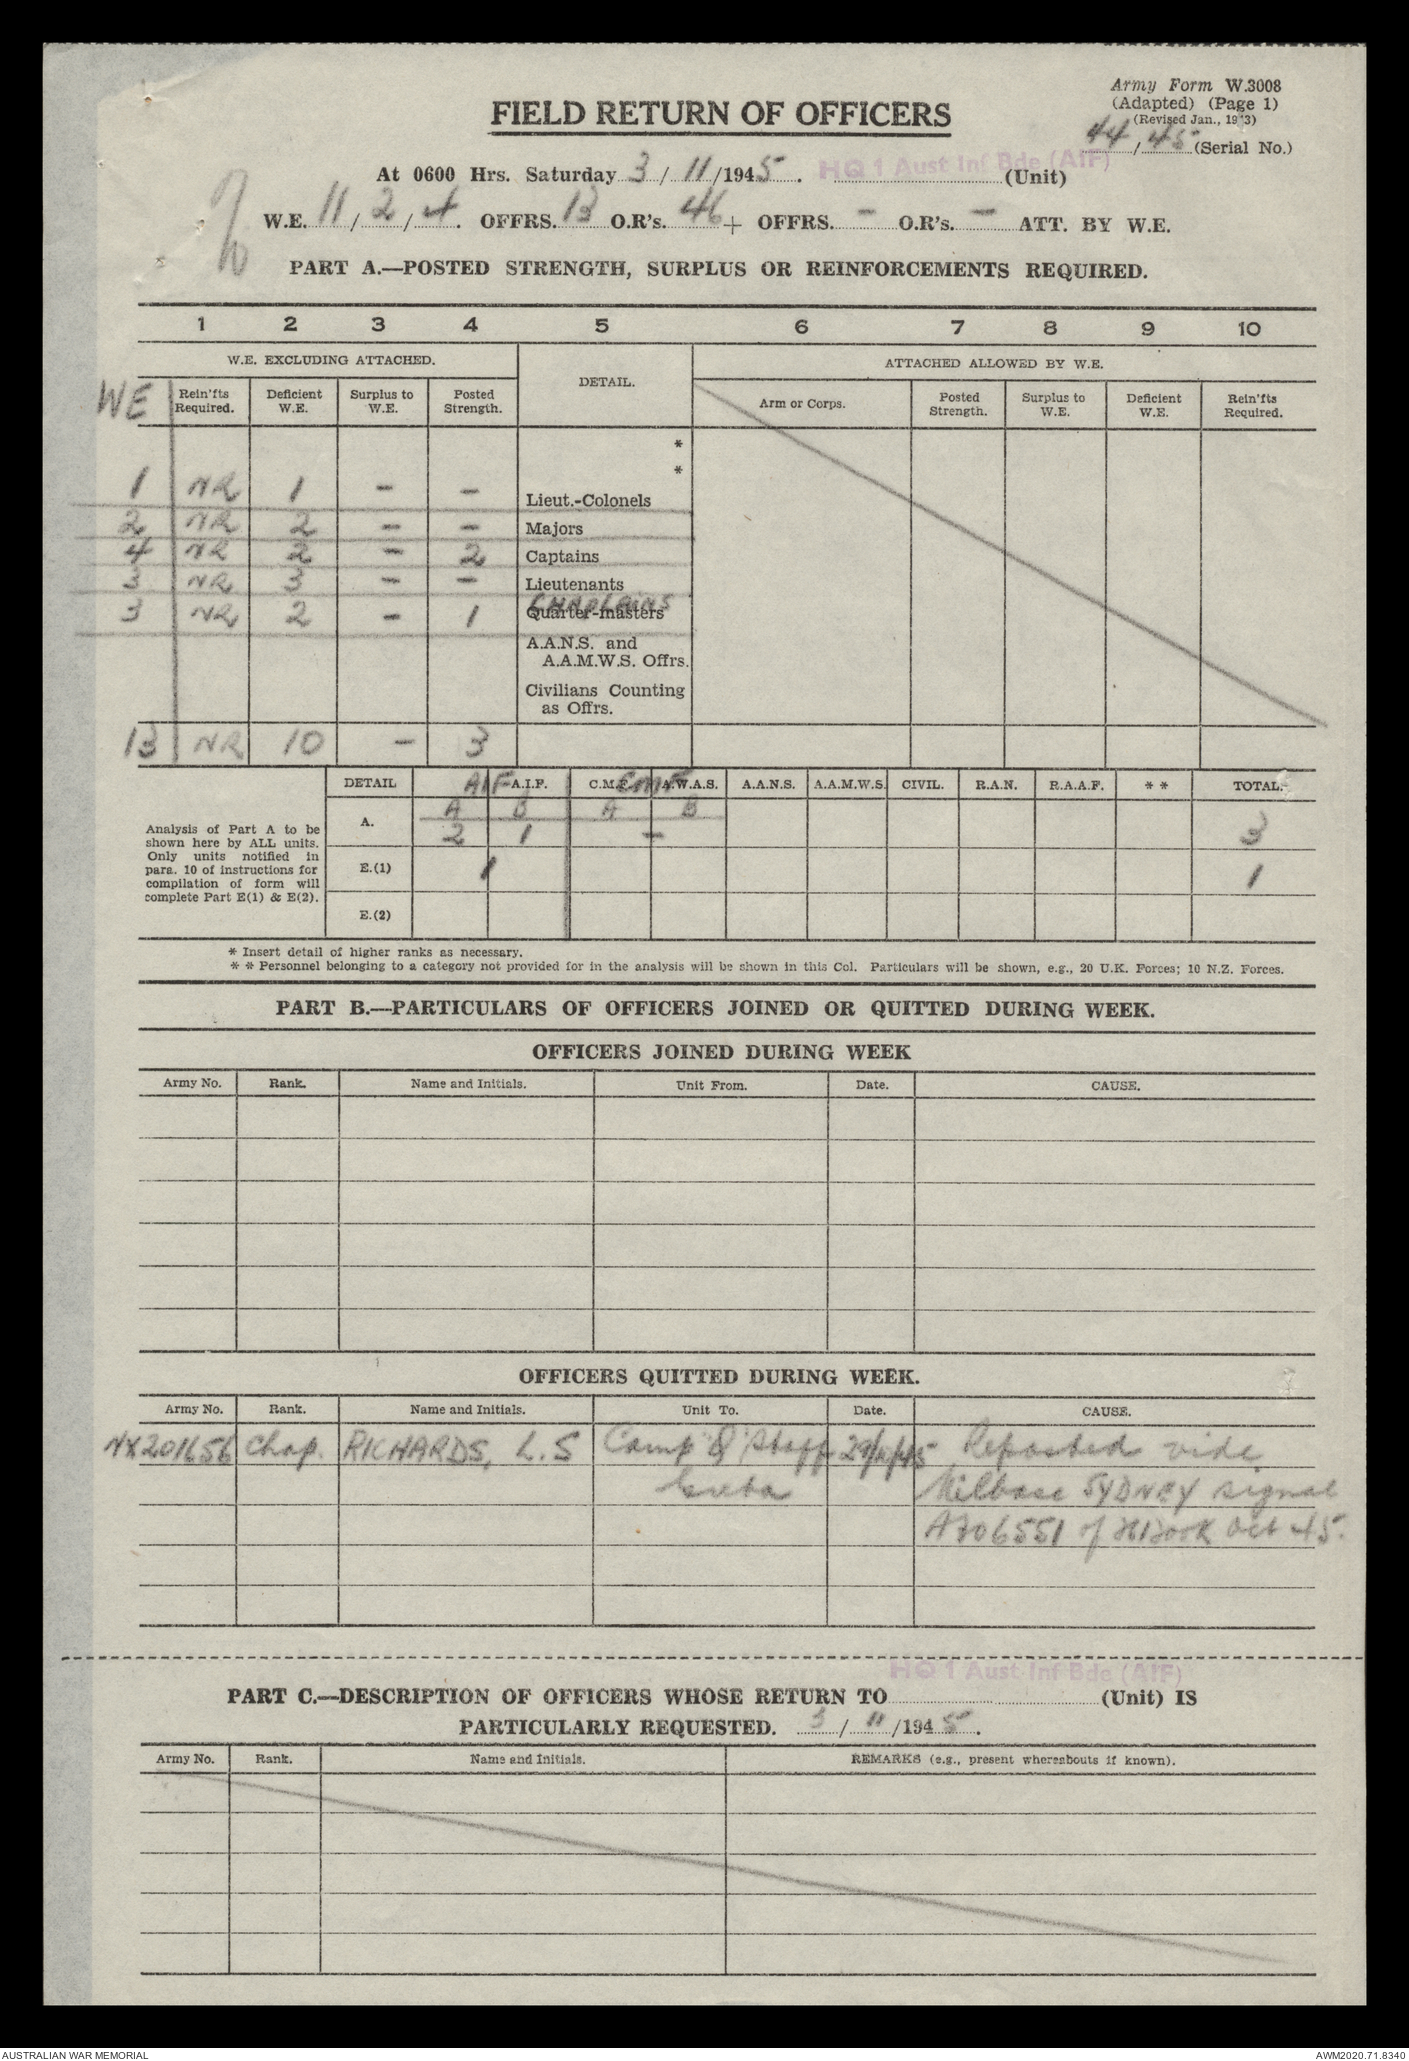 Army Form W.3008
(Adapted) (Page 1)
(Revised Jan., 1943)
44/45 (Serial No.)
FIELD RETURN OF OFFICERS
At 0600 Hrs. Saturday 3/11/1945. HQ 1 Aust Inf Bde (AIF) (Unit)
W.E. 11/2/4. OFFRS. 13 O.R's. 46 + OFFRS. - O.R's. - ATT. BY W.E.
PART A.—POSTED STRENGTH, SURPLUS OR REINFORCEMENTS REQUIRED.
1 2 3 4 5 6 7 8 9 10
W.E. EXCLUDING ATTACHED. DETAIL. ATTACHED ALLOWED BY W.E.
WE Rein'fts Required. Deficient W.E. Surplus to W.E. Posted Strength. Arm or Corps. Posted Strength. Surplus to W.E. Deficient W.E. Rein'fts Required.
*
*
1 NR 1 - - Lieut.-Colonels
2 NR 2 - - Majors
4 NR 2 - 2 Captains
3 NR 3 - - Lieutenants
3 NR 2 - 1 Quarter-masters CHAPLAINS
A.A.N.S. and
A.A.M.W.S. Offrs.
Civilians Counting
as Offrs.
13 NR 10 - 3
DETAIL AIF A.I.F. C.M.F. CMF A.W.A.S. A.A.N.S. A.A.M.W.S. CIVIL. R.A.N. R.A.A.F. * * TOTAL.
A B A B
A. 2 1 - 3
E.(1) 1 1
E.(2)
Analysis of Part A to be
shown here by ALL units.
Only units notified in
para. 10 of instructions for
compilation of form will
complete Part E(1) & E(2).
* Insert detail of higher ranks as necessary.
* * Personnel belonging to a category not provided for in the analysis will be shown in this Col. Particulars will be shown, e.g., 20 U.K. Forces; 10 N.Z. Forces.
PART B.—PARTICULARS OF OFFICERS JOINED OR QUITTED DURING WEEK.
OFFICERS JOINED DURING WEEK
Army No. Rank. Name and Initials. Unit From. Date. CAUSE.
OFFICERS QUITTED DURING WEEK.
Army No. Rank. Name and Initials. Unit To. Date. CAUSE.
NX201656 Chap. RICHARDS, L.S Camp "Q" Staff Reposted vide
Greta Milbase SYDNEY signal
A706551 of Oct 45.
HQ 1 Aust Inf Bde (AIF)
PART C.—DESCRIPTION OF OFFICERS WHOSE RETURN TO (Unit) IS
PARTICULARLY REQUESTED. 3/11/1945.
Army No. Rank. Name and Initials. REMARKS (e.g., present whereabouts if known).
AUSTRALIAN WAR MEMORIAL AWM2020.71.8340